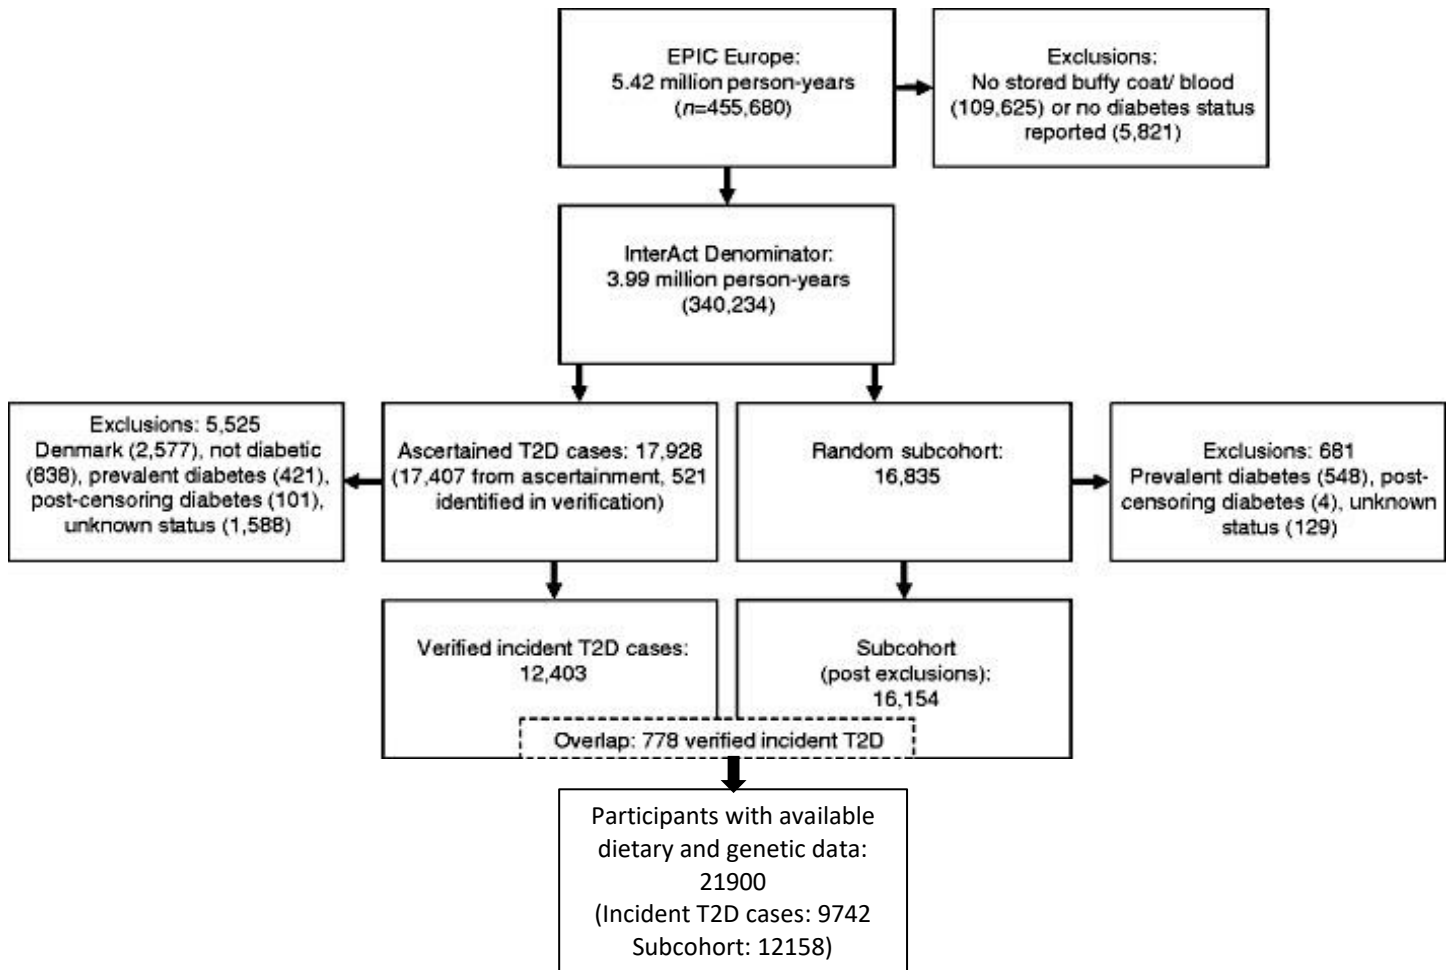 EPIC Europe:
5.42 million person-years
(n=455,680)
Exclusions:
No stored buffy coat/ blood
(109,625) or no diabetes status
reported (5,821)
InterAct Denominator:
3.99 million person-years
(340,234)
Exclusions: 5,525
Denmark (2,577), not diabetic
(838), prevalent diabetes (421),
post-censoring diabetes (101),
unknown status (1,588)
Ascertained T2D cases: 17,928
(17,407 from ascertainment, 521
identified in verification)
Random subcohort:
16,835
Exclusions: 681
Prevalent diabetes (548), post-
censoring diabetes (4), unknown
status (129)
Verified incident T2D cases:
12,403
Subcohort
(post exclusions):
16,154
Overlap: 778 verified incident T2D
Participants with available
dietary and genetic data:
21900
(Incident T2D cases: 9742
Subcohort: 12158)